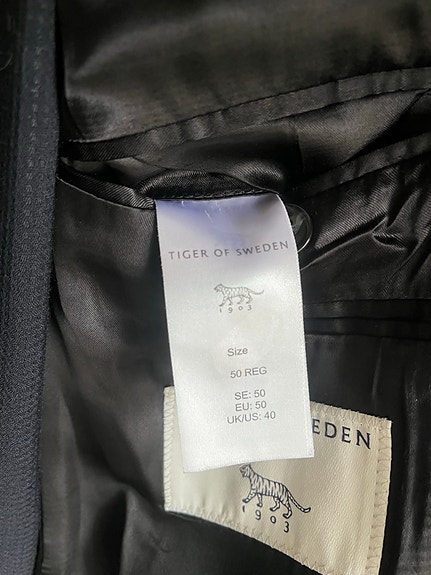 TIGER OF SWEDEN
1903
Size
50 REG
SE: 50
EU: 50
UK/US: 40
EDEN
1903